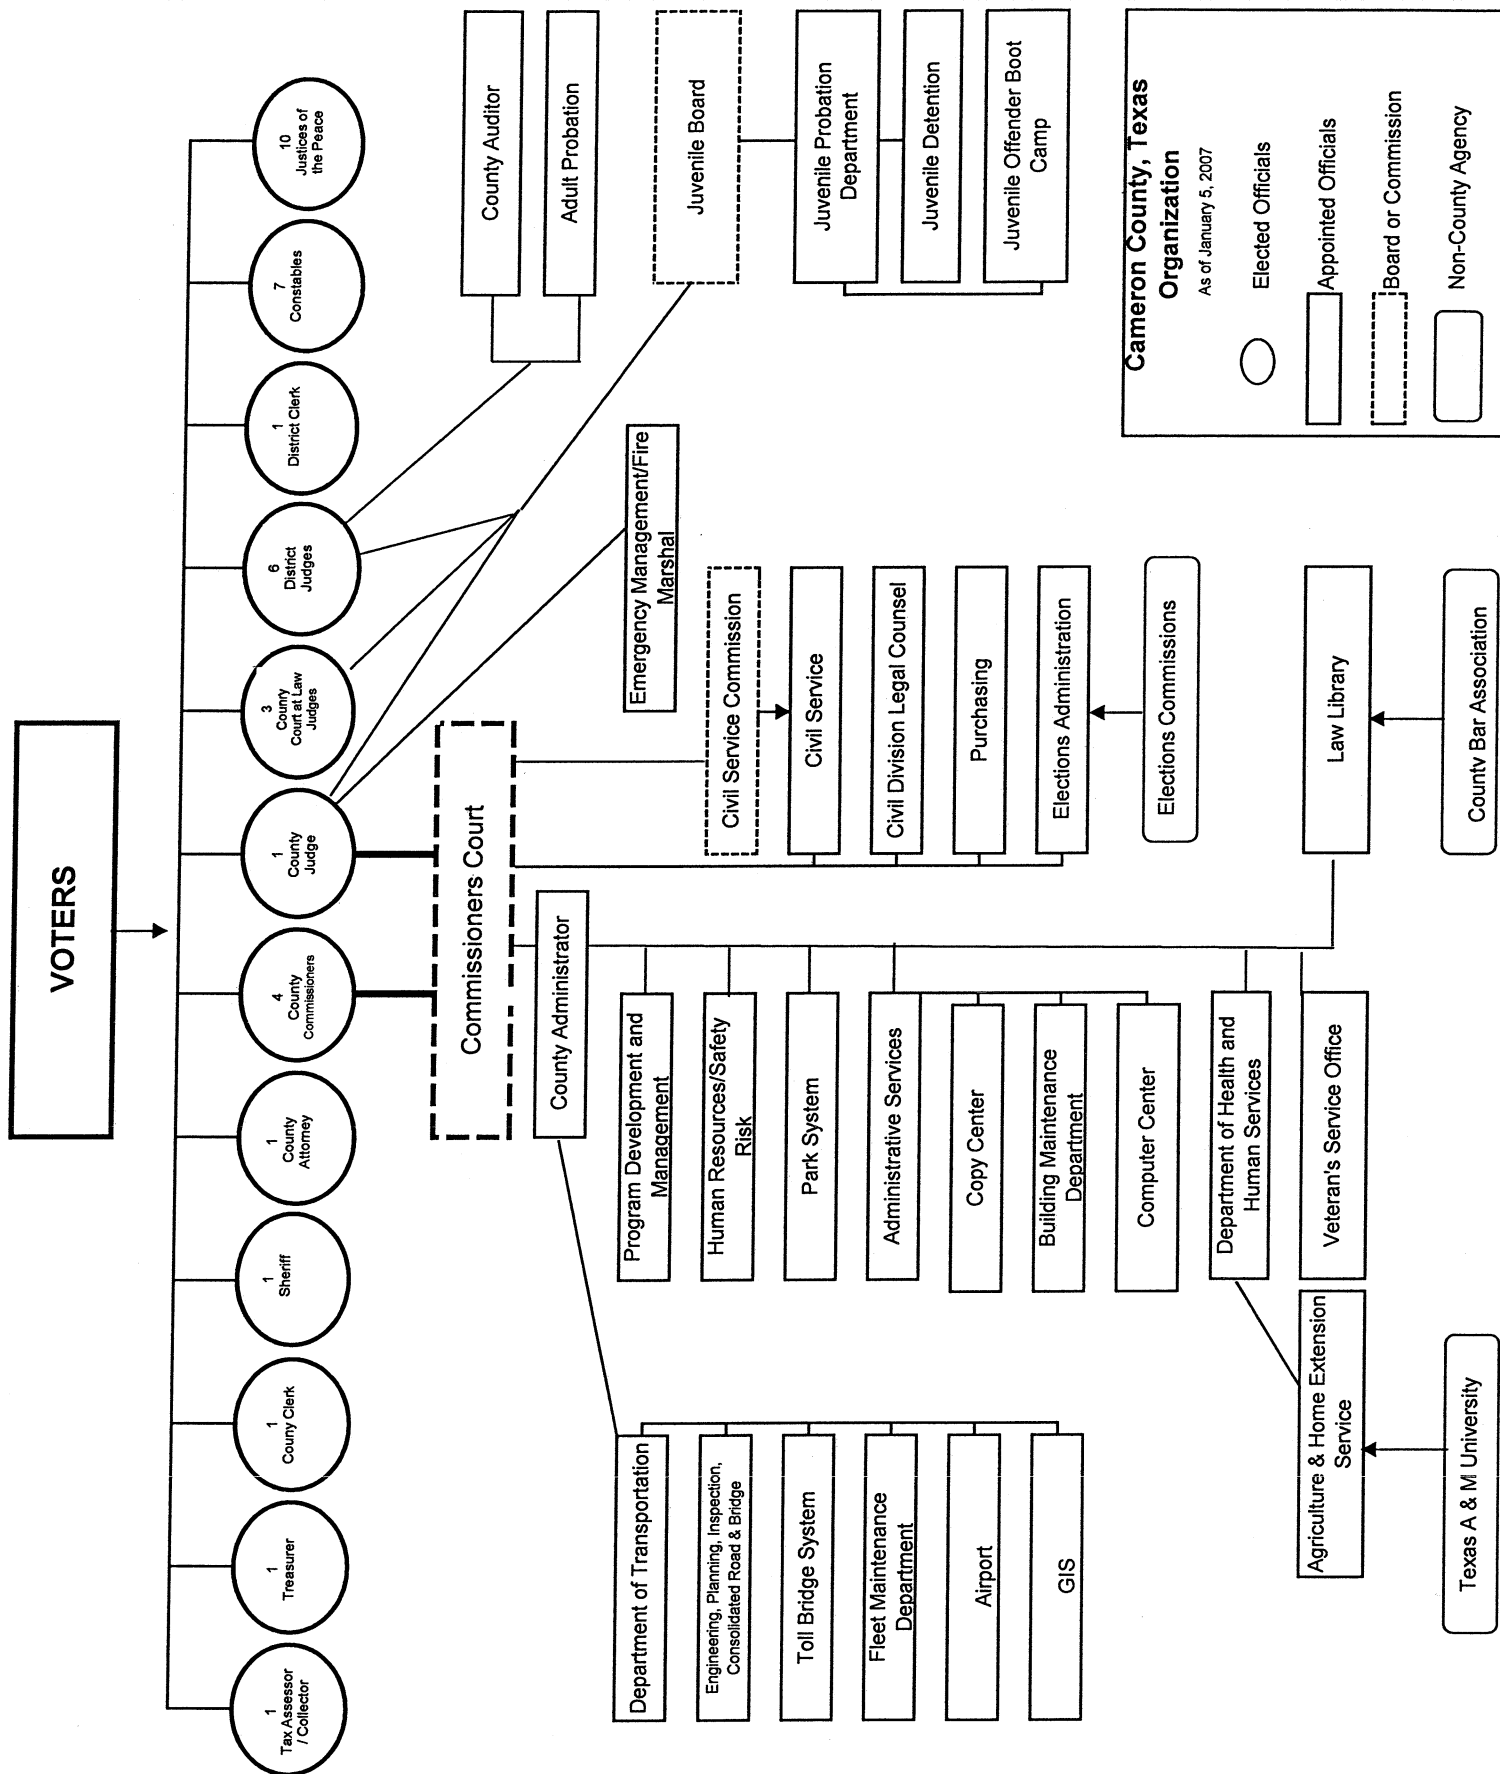 VOTERS
1
Tax Assessor
/ Collector
1
Treasurer
1
Couny Clerk
1
Sheriff
1
County
Attorney
4
County
Commissioners
1
County
Judge
3
County
Court at Law
Judges
6
District
Judges
1
District Clerk
7
Constables
10
Justices of
the Peace
Commissioners Court
County Administrator
County Auditor
Adult Probation
Juvenile Board
Juvenile Probation
Department
Juvenile Detention
Juvenile Offender Boot
Camp
Emergency Management/Fire
Marshal
Civil Service Commission
Civil Service
Civil Division Legal Counsel
Purchasing
Elections Administration
Elections Commissions
Law Library
County Bar Association
Program Development and
Management
Human Resources/Safety
Risk
Park System
Administrative Services
Copy Center
Building Maintenance
Department
Computer Center
Department of Health and
Human Services
Veteran's Service Office
Department of Transportation
Engineering, Planning, Inspection,
Consolidated Road & Bridge
Toll Bridge System
Fleet Maintenance
Department
Airport
GIS
Agriculture & Home Extension
Service
Texas A & M University
Cameron County, Texas
Organization
As of January 5, 2007
Elected Officials
Appointed Officials
Board or Commission
Non-County Agency